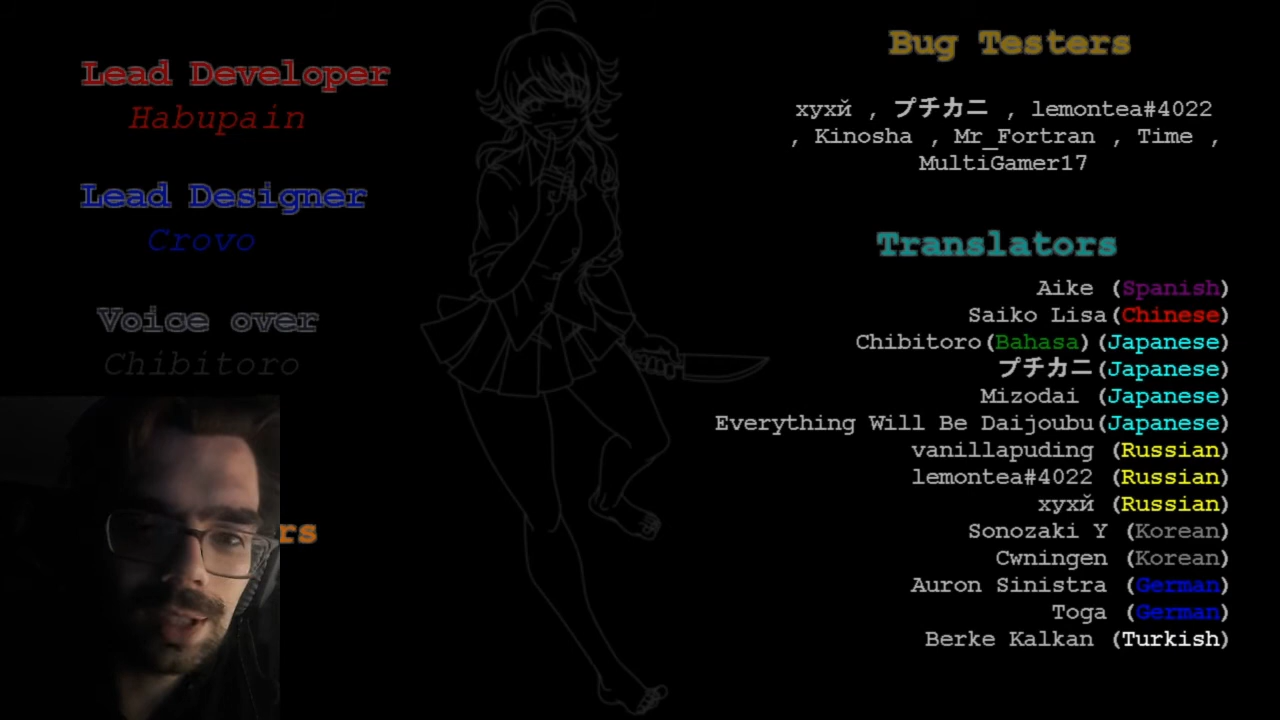 Lead Developer
Habupain
Lead Designer
Crovo
Voice over
Chibitoro
rs
Bug Testers
хухй , プチカニ , lemontea#4022
, Kinosha , Mr_Fortran , Time ,
MultiGamer17
Translators
Aike (Spanish)
Saiko Lisa(Chinese)
Chibitoro(Bahasa)(Japanese)
プチカニ(Japanese)
Mizodai (Japanese)
Everything Will Be Daijoubu(Japanese)
vanillapuding (Russian)
lemontea#4022 (Russian)
хухй (Russian)
Sonozaki Y (Korean)
Cwningen (Korean)
Auron Sinistra (German)
Toga (German)
Berke Kalkan (Turkish)